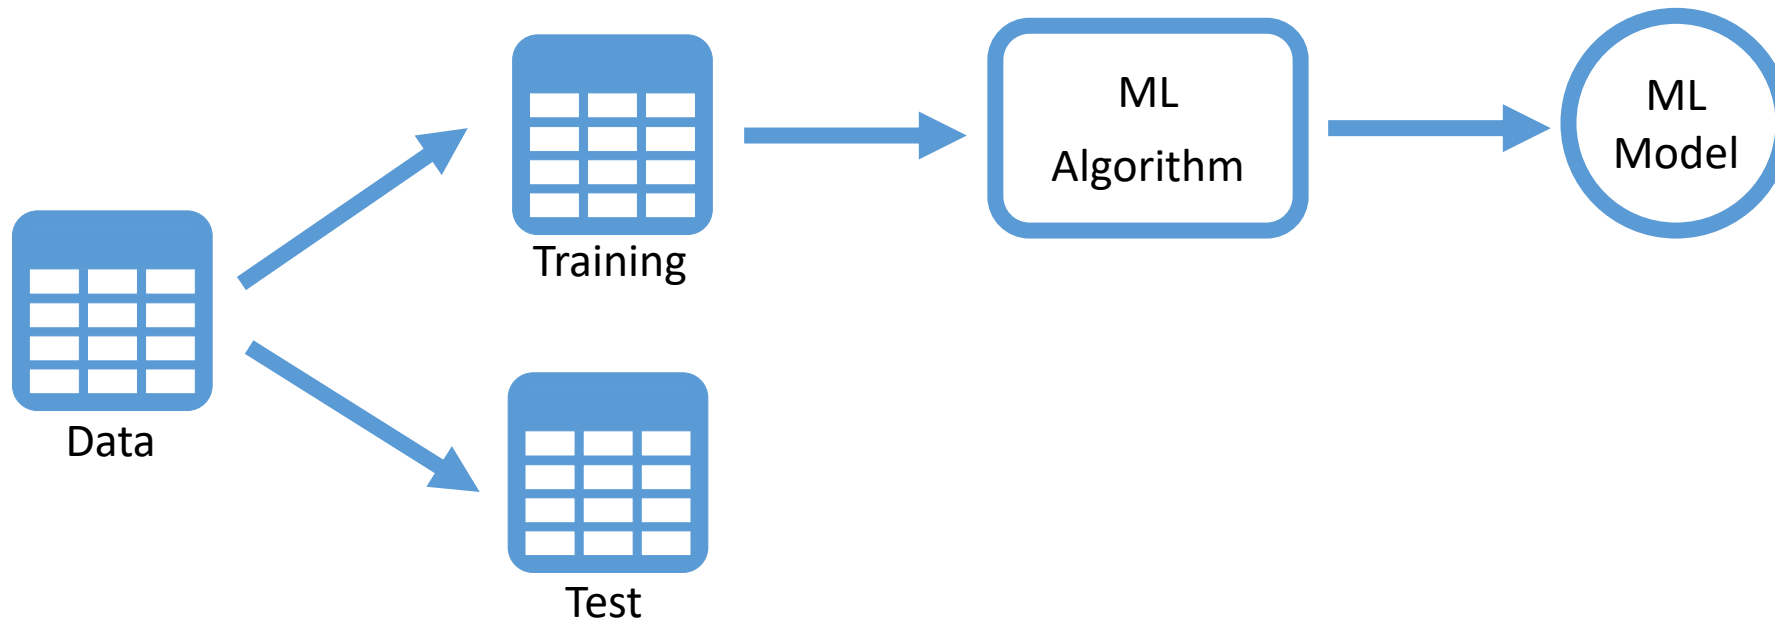 ML
Algorithm
ML
Model
Training
Data
Test